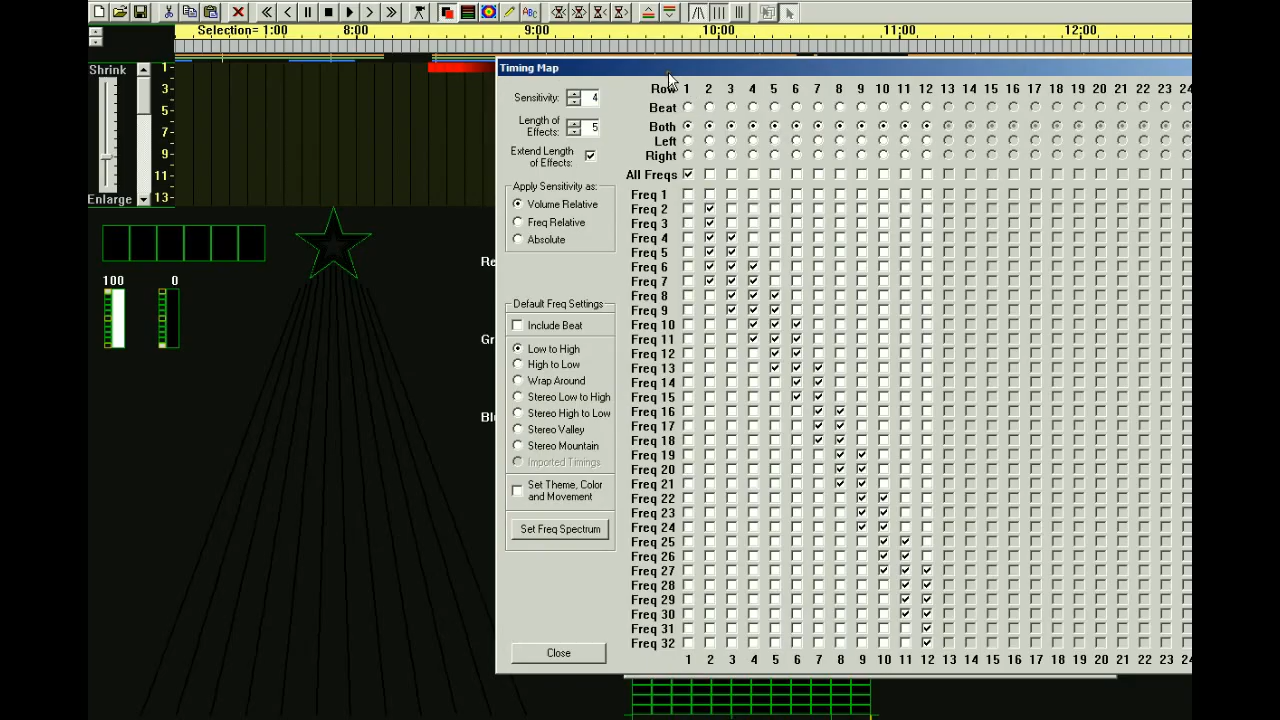 Selection= 1:00
8:00
9:00
10:00
11:00
12:00
Shrink
Enlarge
1
3
5
7
9
11
13
100
0
Timing Map
Sensitivity: 4
Length of
Effects: 5
Extend Length
of Effects:
Apply Sensitivity as:
Volume Relative
Freq Relative
Absolute
Default Freq Settings
Include Beat
Low to High
High to Low
Wrap Around
Stereo Low to High
Stereo High to Low
Stereo Valley
Stereo Mountain
Imported Timings
Set Theme, Color
and Movement
Set Freq Spectrum
Close
Row 1 2 3 4 5 6 7 8 9 10 11 12 13 14 15 16 17 18 19 20 21 22 23 24
Beat
Both
Left
Right
All Freqs
Freq 1
Freq 2
Freq 3
Freq 4
Freq 5
Freq 6
Freq 7
Freq 8
Freq 9
Freq 10
Freq 11
Freq 12
Freq 13
Freq 14
Freq 15
Freq 16
Freq 17
Freq 18
Freq 19
Freq 20
Freq 21
Freq 22
Freq 23
Freq 24
Freq 25
Freq 26
Freq 27
Freq 28
Freq 29
Freq 30
Freq 31
Freq 32
1 2 3 4 5 6 7 8 9 10 11 12 13 14 15 16 17 18 19 20 21 22 23 24
Re
Gr
Bl
ABC